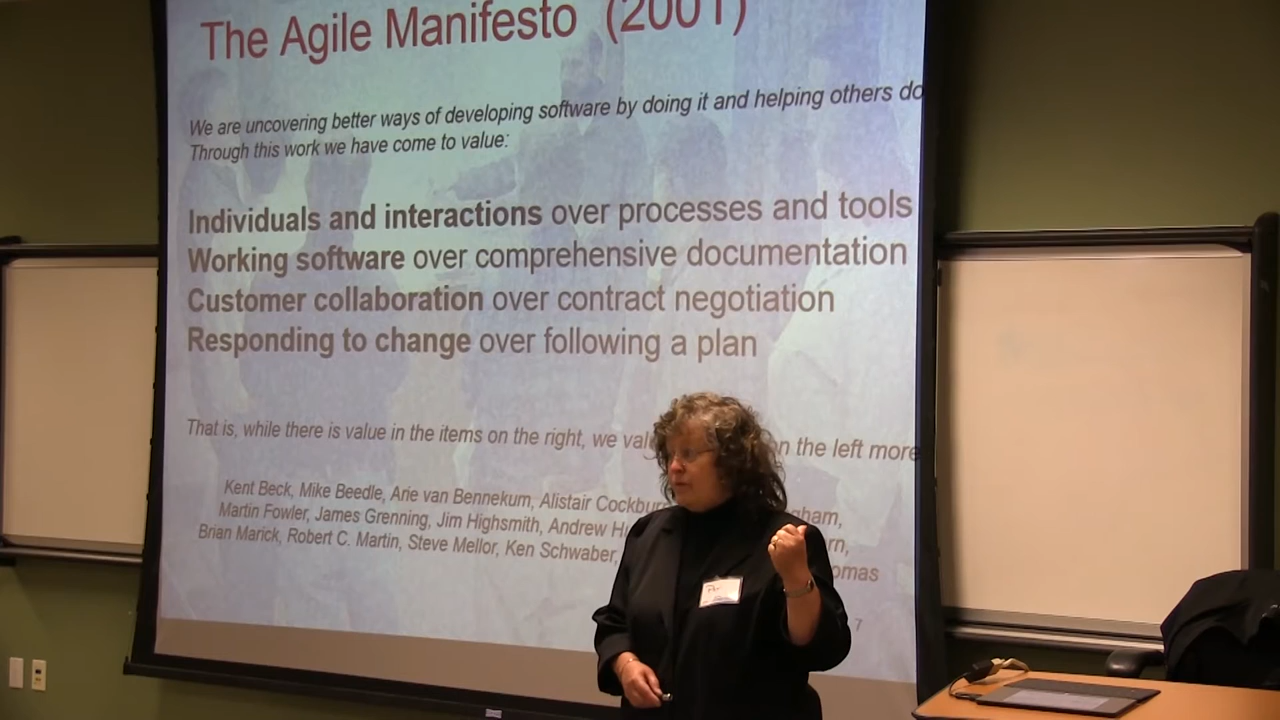 The Agile Manifesto (2001)
We are uncovering better ways of developing software by doing it and helping others do
Through this work we have come to value:
Individuals and interactions over processes and tools
Working software over comprehensive documentation
Customer collaboration over contract negotiation
Responding to change over following a plan
That is, while there is value in the items on the right, we on the left more
Kent Beck, Mike Beedle, Arie van Bennekum, Alistair
Martin Fowler, James Grenning, Jim Highsmith, Andrew
Brian Marick, Robert C. Martin, Steve Mellor, Ken Schwaber,
7